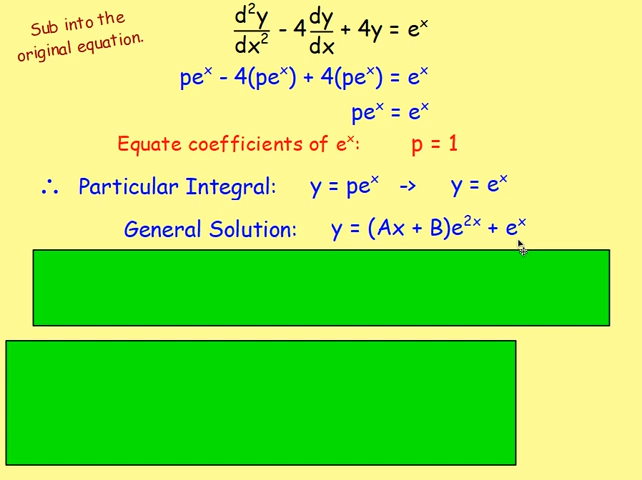 Sub into the
original equation.
d²y/dx² - 4 dy/dx + 4y = eˣ
peˣ - 4(peˣ) + 4(peˣ) = eˣ
peˣ = eˣ
Equate coefficients of eˣ: p = 1
∴ Particular Integral: y = peˣ -> y = eˣ
General Solution: y = (Ax + B)e²ˣ + eˣ